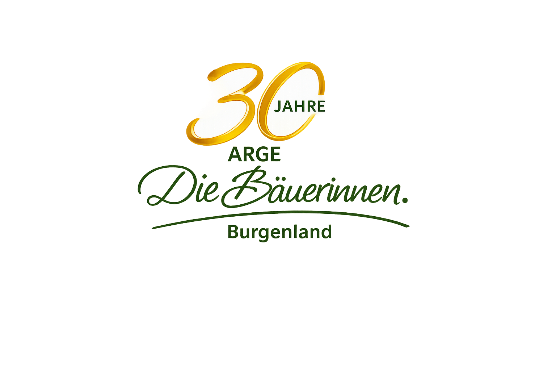 30 JAHRE
ARGE
Die Bäuerinnen.
Burgenland